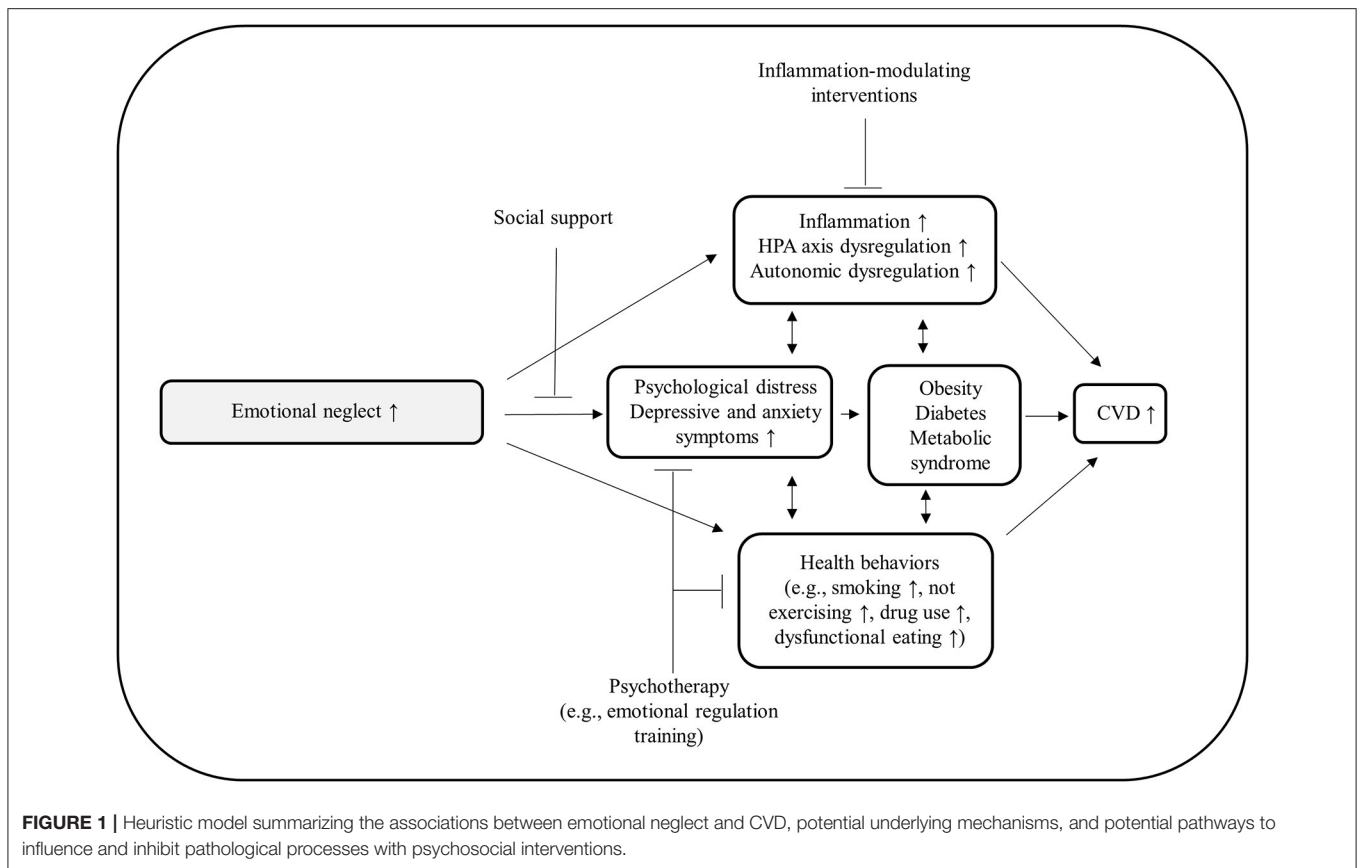 Inflammation-modulating
interventions
Social support
Inflammation ↑
HPA axis dysregulation ↑
Autonomic dysregulation ↑
Emotional neglect ↑
Psychological distress
Depressive and anxiety
symptoms ↑
Obesity
Diabetes
Metabolic
syndrome
CVD ↑
Health behaviors
(e.g., smoking ↑, not
exercising ↑, drug use ↑,
dysfunctional eating ↑)
Psychotherapy
(e.g., emotional regulation
training)
FIGURE 1 | Heuristic model summarizing the associations between emotional neglect and CVD, potential underlying mechanisms, and potential pathways to
influence and inhibit pathological processes with psychosocial interventions.